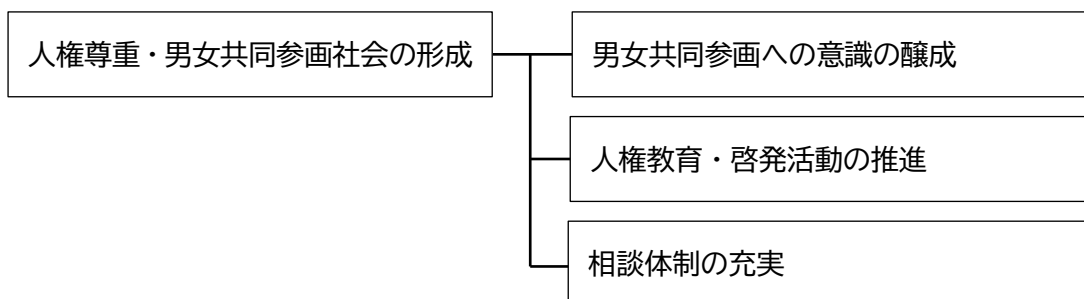 人権尊重・男女共同参画社会の形成
男女共同参画への意識の醸成
人権教育・啓発活動の推進
相談体制の充実